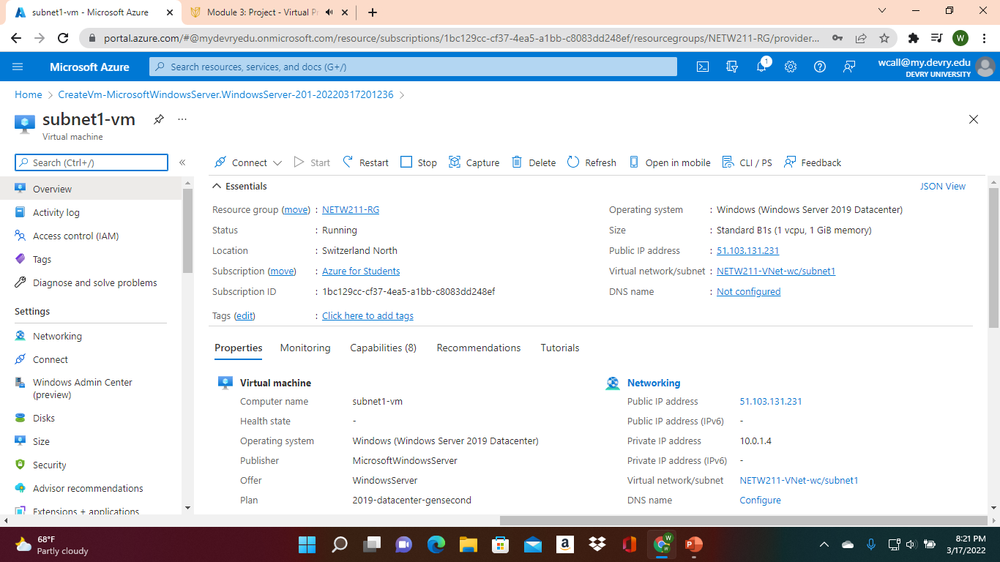 subnet1-vm - Microsoft Azure
Module 3: Project - Virtual Pr
portal.azure.com/#@mydevryedu.onmicrosoft.com/resource/subscriptions/1bc129cc-cf37-4ea5-a1bb-c8083dd248ef/resourcegroups/NETW211-RG/provider...
W
Microsoft Azure
Search resources, services, and docs (G+/)
1
wcall@my.devry.edu
DEVRY UNIVERSITY
Home > CreateVm-MicrosoftWindowsServer.WindowsServer-201-20220317201236 >
subnet1-vm
Virtual machine
Search (Ctrl+/)
Overview
Activity log
Access control (IAM)
Tags
Diagnose and solve problems
Settings
Networking
Connect
Windows Admin Center
(preview)
Disks
Size
Security
Advisor recommendations
Extensions + applications
Connect Start Restart Stop Capture Delete Refresh Open in mobile CLI / PS Feedback
Essentials
JSON View
Resource group (move) : NETW211-RG
Status : Running
Location : Switzerland North
Subscription (move) : Azure for Students
Subscription ID : 1bc129cc-cf37-4ea5-a1bb-c8083dd248ef
Tags (edit) : Click here to add tags
Operating system : Windows (Windows Server 2019 Datacenter)
Size : Standard B1s (1 vcpu, 1 GiB memory)
Public IP address : 51.103.131.231
Virtual network/subnet : NETW211-VNet-wc/subnet1
DNS name : Not configured
Properties Monitoring Capabilities (8) Recommendations Tutorials
Virtual machine
Computer name subnet1-vm
Health state -
Operating system Windows (Windows Server 2019 Datacenter)
Publisher MicrosoftWindowsServer
Offer WindowsServer
Plan 2019-datacenter-gensecond
Networking
Public IP address 51.103.131.231
Public IP address (IPv6) -
Private IP address 10.0.1.4
Private IP address (IPv6) -
Virtual network/subnet NETW211-VNet-wc/subnet1
DNS name Configure
68°F
Partly cloudy
8:21 PM
3/17/2022